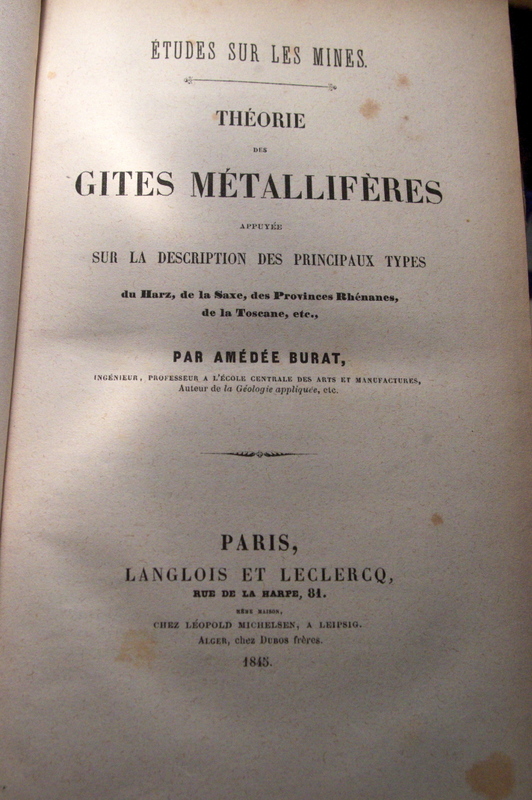 ÉTUDES SUR LES MINES.
THÉORIE
DES
GITES MÉTALLIFÈRES
APPUYÉE
SUR LA DESCRIPTION DES PRINCIPAUX TYPES
du Harz, de la Saxe, des Provinces Rhénanes,
de la Toscane, etc.,
PAR AMÉDÉE BURAT,
INGÉNIEUR, PROFESSEUR A L'ÉCOLE CENTRALE DES ARTS ET MANUFACTURES,
Auteur de la Géologie appliquée, etc.
PARIS,
LANGLOIS ET LECLERCQ,
RUE DE LA HARPE, 81.
MÊME MAISON,
CHEZ LÉOPOLD MICHELSEN, A LEIPSIG.
ALGER, chez DUBOS frères.
1845.